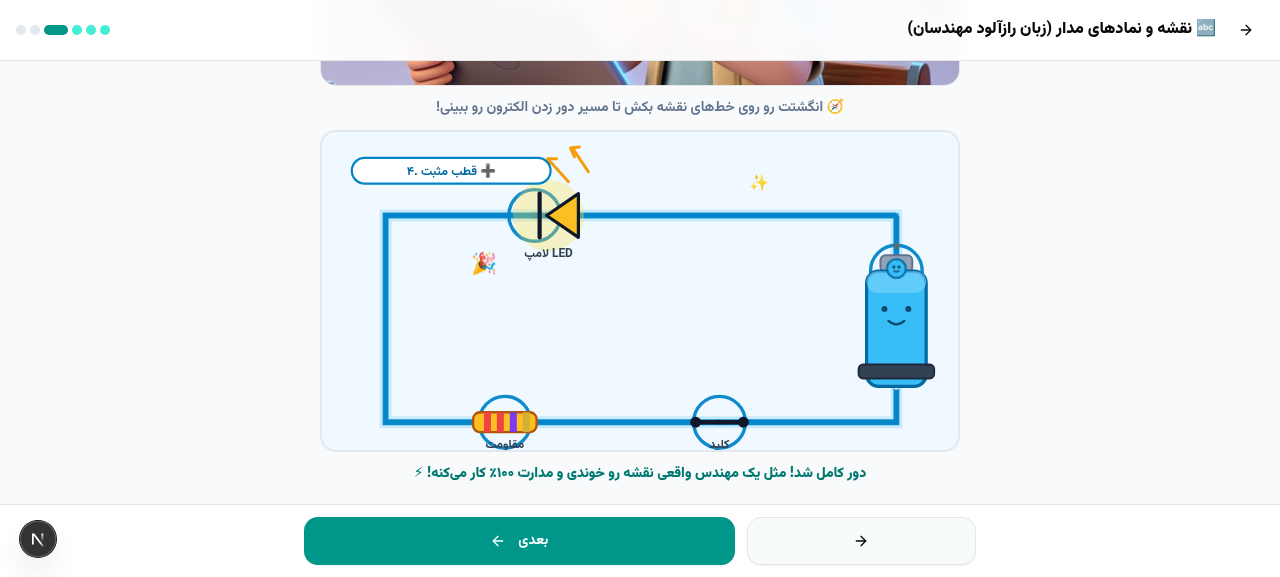 🔤 نقشه و نمادهای مدار (زبان رازآلود مهندسان)
🧭 انگشتت رو روی خط‌های نقشه بکش تا مسیر دور زدن الکترون رو ببینی!
➕ قطب مثبت .۴
لامپ LED
مقاومت
کلید
دور کامل شد! مثل یک مهندس واقعی نقشه رو خوندی و مدارت ۱۰۰٪ کار می‌کنه! ⚡
بعدی
N